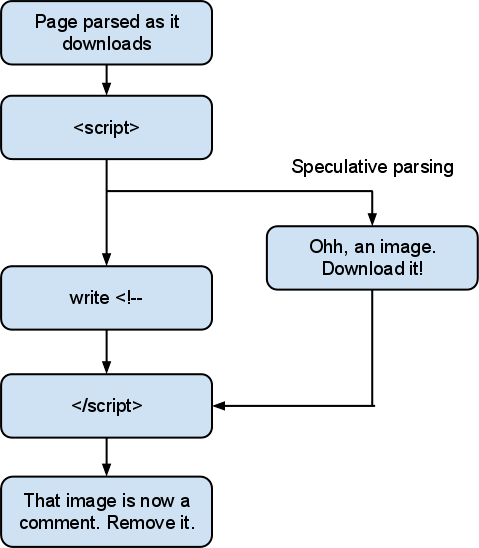 Page parsed as it
downloads
<script>
Speculative parsing
Ohh, an image.
Download it!
write <!--
</script>
That image is now a
comment. Remove it.